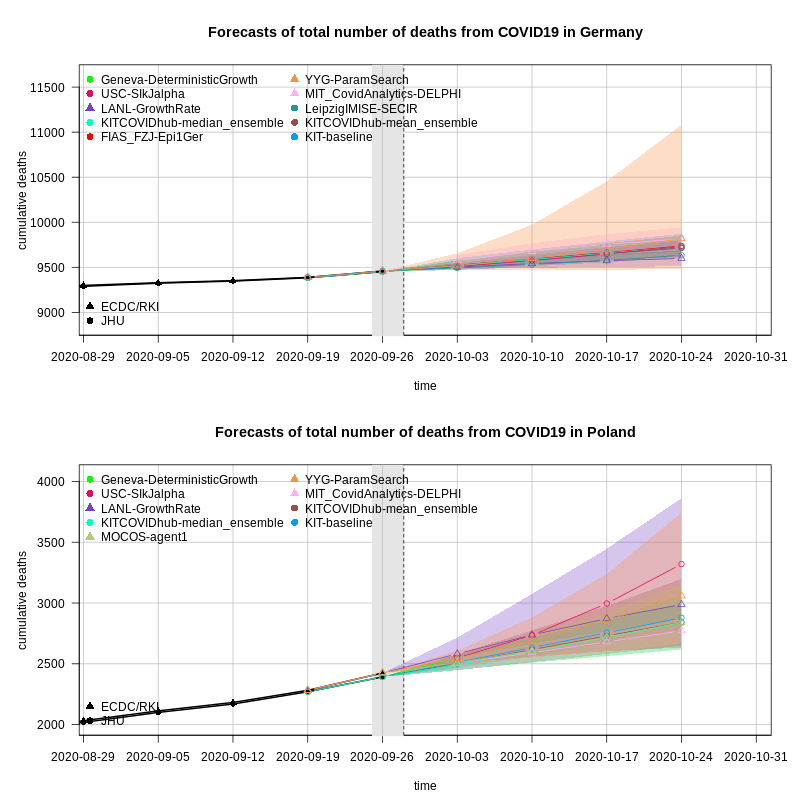 Forecasts of total number of deaths from COVID19 in Germany
cumulative deaths
11500
11000
10500
10000
9500
9000
Geneva-DeterministicGrowth
USC-SIkJalpha
LANL-GrowthRate
KITCOVIDhub-median_ensemble
FIAS_FZJ-Epi1Ger
YYG-ParamSearch
MIT_CovidAnalytics-DELPHI
LeipzigIMISE-SECIR
KITCOVIDhub-mean_ensemble
KIT-baseline
ECDC/RKI
JHU
2020-08-29 2020-09-05 2020-09-12 2020-09-19 2020-09-26 2020-10-03 2020-10-10 2020-10-17 2020-10-24 2020-10-31
time
Forecasts of total number of deaths from COVID19 in Poland
cumulative deaths
4000
3500
3000
2500
2000
Geneva-DeterministicGrowth
USC-SIkJalpha
LANL-GrowthRate
KITCOVIDhub-median_ensemble
MOCOS-agent1
YYG-ParamSearch
MIT_CovidAnalytics-DELPHI
KITCOVIDhub-mean_ensemble
KIT-baseline
ECDC/RKI
JHU
2020-08-29 2020-09-05 2020-09-12 2020-09-19 2020-09-26 2020-10-03 2020-10-10 2020-10-17 2020-10-24 2020-10-31
time